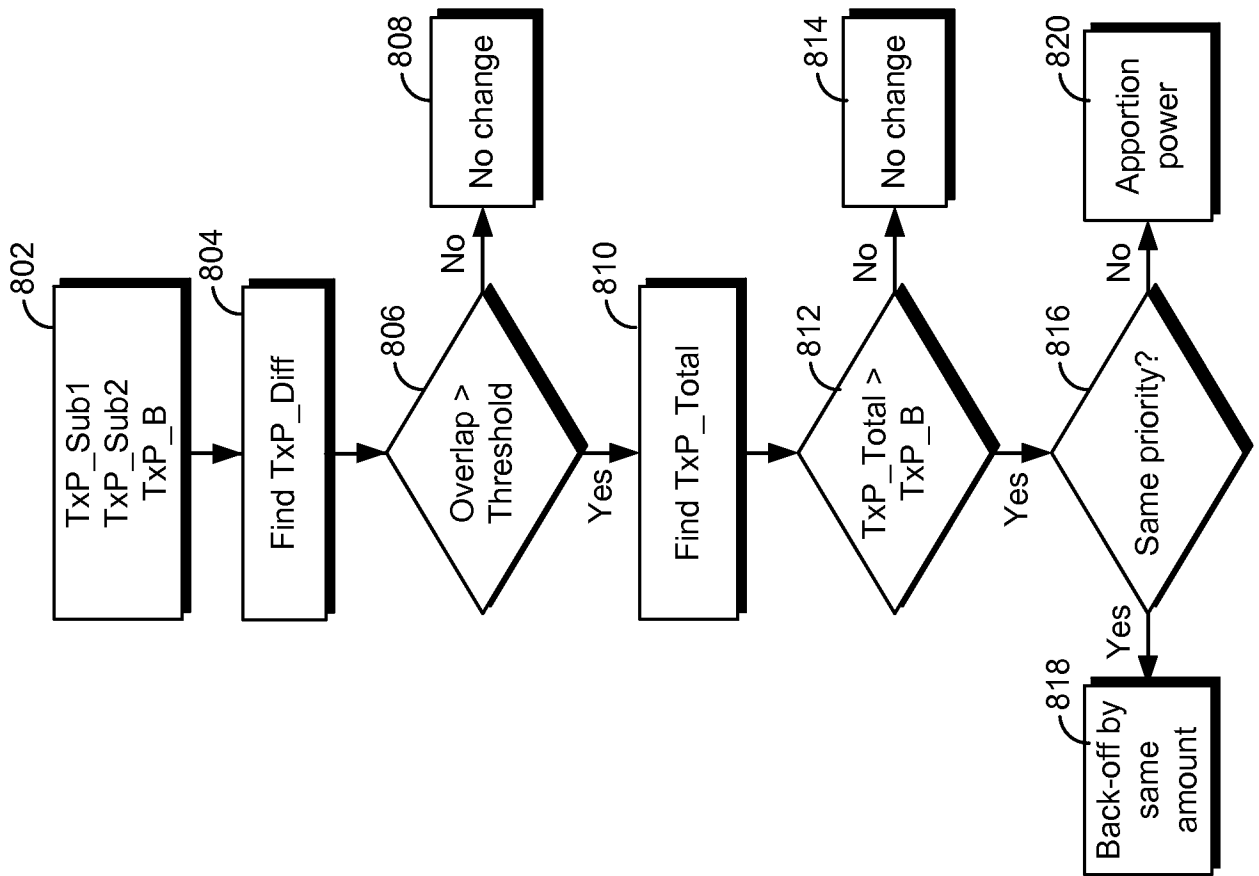 802
TxP_Sub1
TxP_Sub2
TxP_B
804
Find TxP_Diff
806
Overlap >
Threshold
No
808
No change
Yes
810
Find TxP_Total
812
TxP_Total >
TxP_B
No
814
No change
Yes
816
Same priority?
Yes
818
Back-off by
same
amount
No
820
Apportion
power